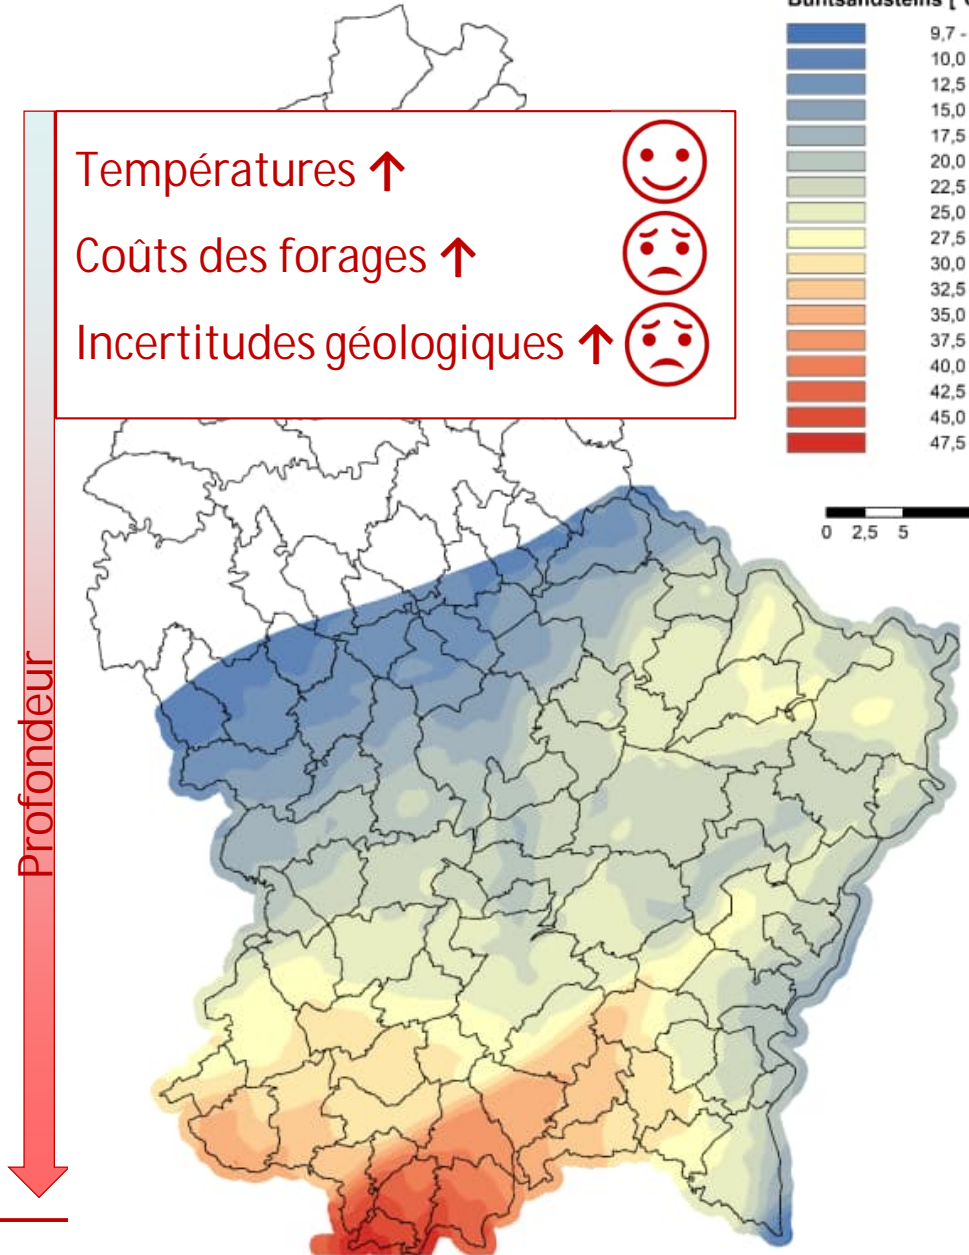 Buntsandsteins [°
9,7 -
10,0
12,5
15,0
17,5
20,0
22,5
25,0
27,5
30,0
32,5
35,0
37,5
40,0
42,5
45,0
47,5
Températures ↑
Coûts des forages ↑
Incertitudes géologiques ↑
0 2,5 5
Profondeur